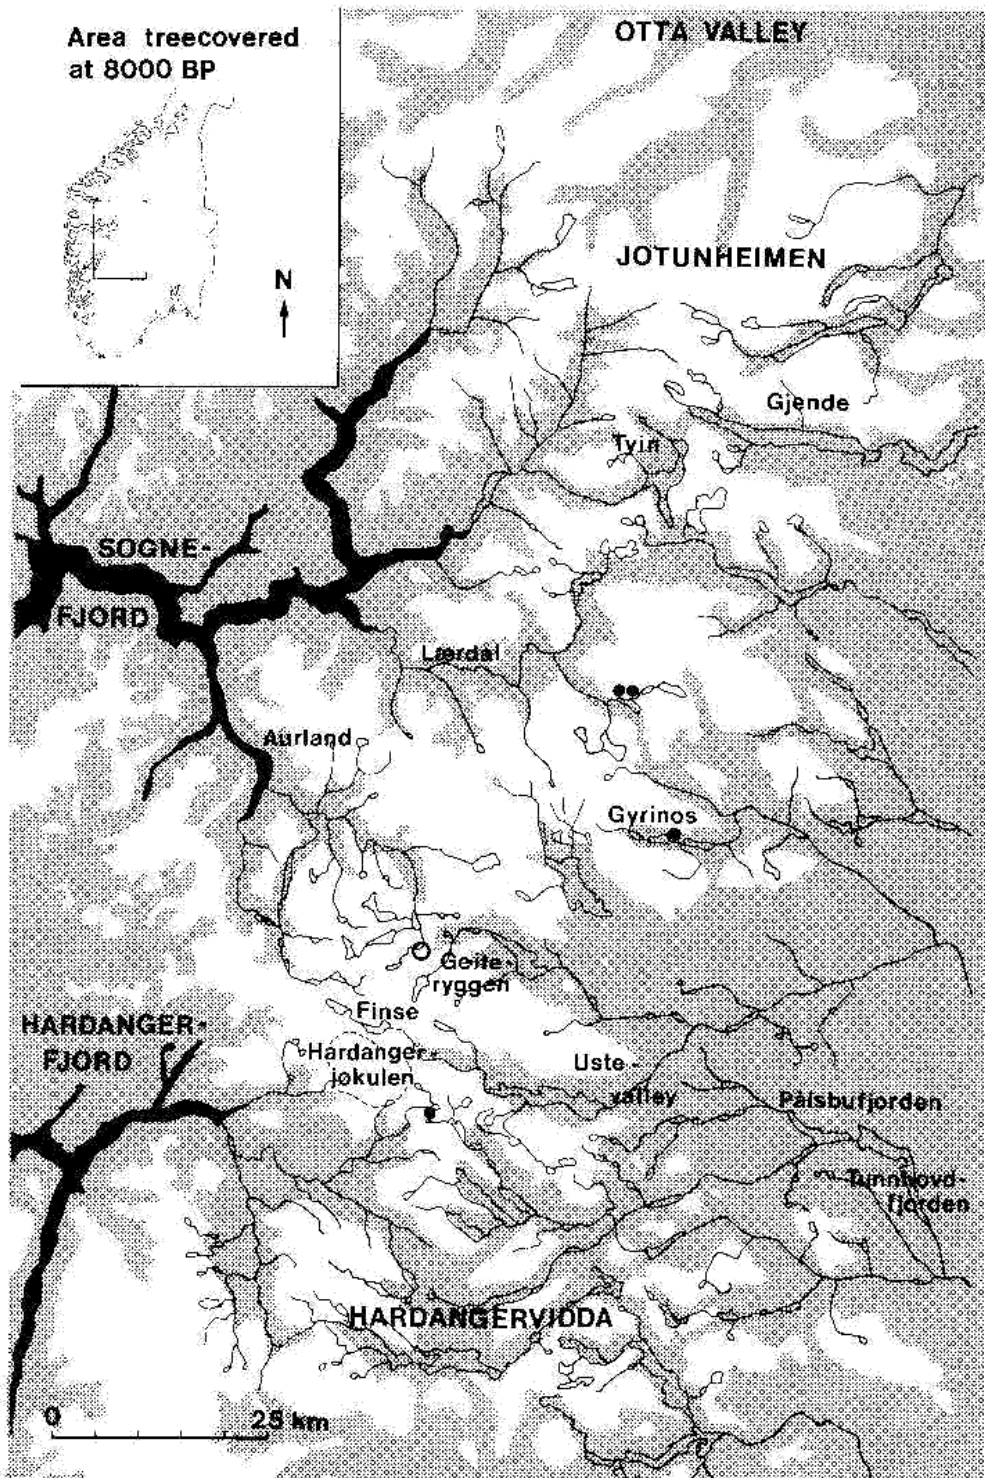 Area treecovered
at 8000 BP
N
OTTA VALLEY
JOTUNHEIMEN
Gjende
Tyin
SOGNE-
FJORD
Lærdal
Aurland
Gyrinos
Geite-
ryggen
Finse
HARDANGER-
FJORD
Hardanger-
jøkulen
Uste-
valley
Pålsbufjorden
Tunnhovd-
fjorden
HARDANGERVIDDA
0
25 km